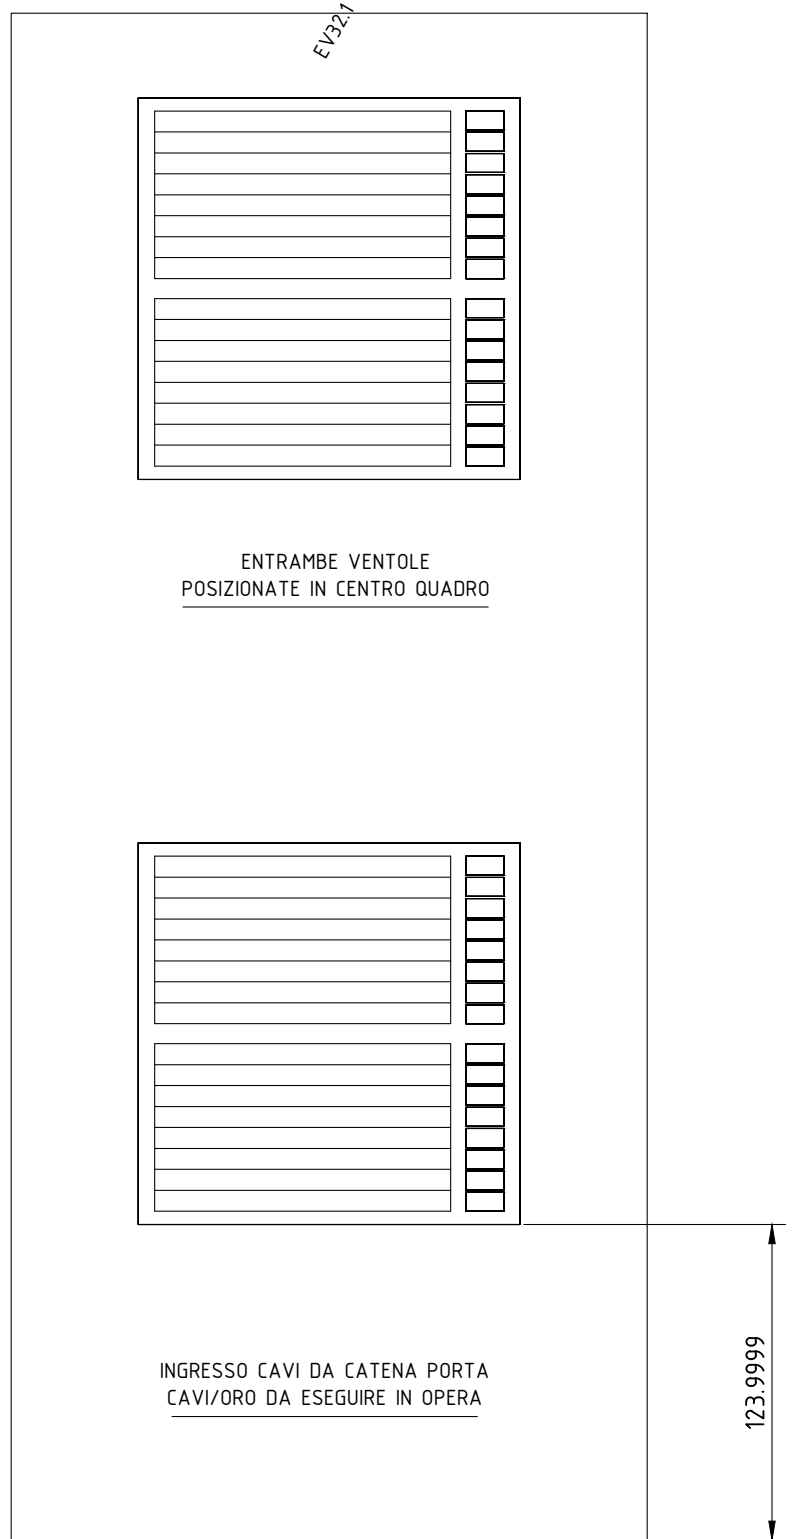 EV32.1
ENTRAMBE VENTOLE
POSIZIONATE IN CENTRO QUADRO
INGRESSO CAVI DA CATENA PORTA
CAVI/ORO DA ESEGUIRE IN OPERA
123.9999